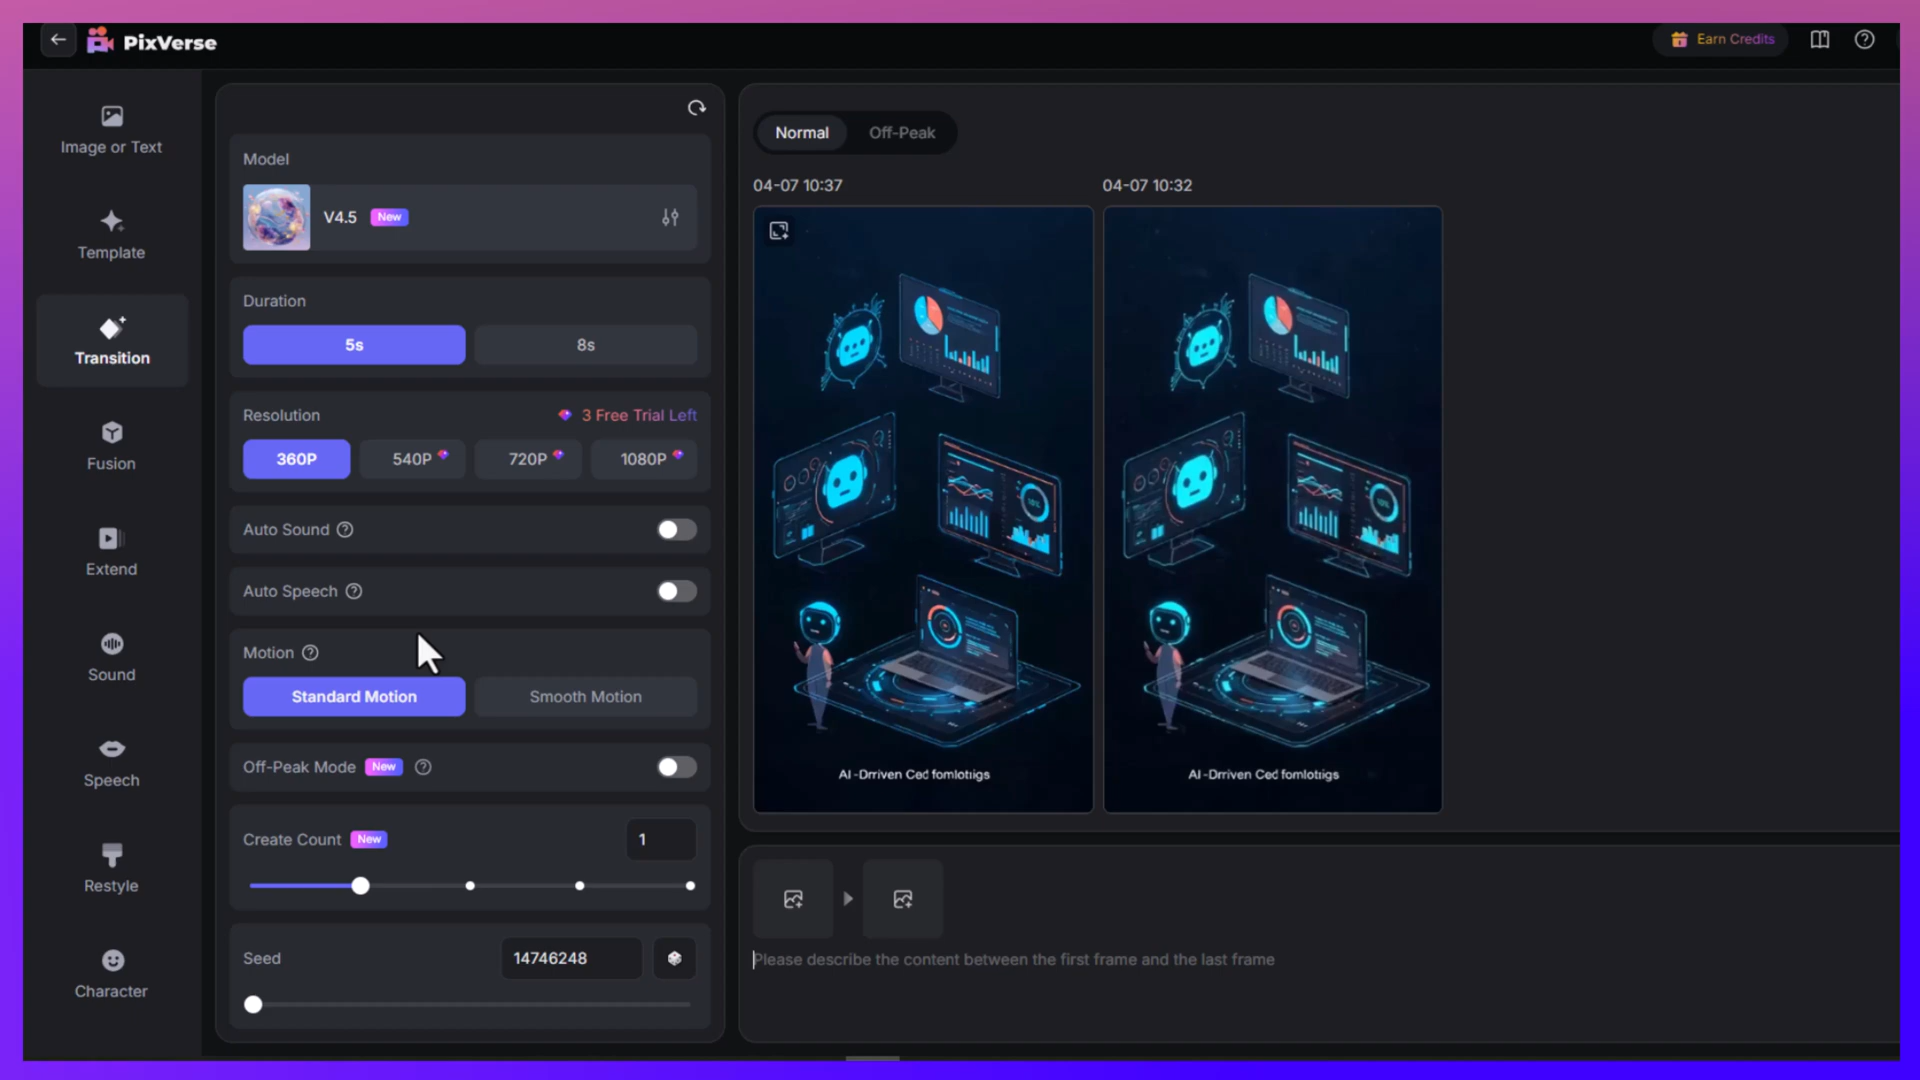 PixVerse
Earn Credits
Image or Text
Template
Transition
Fusion
Extend
Sound
Speech
Restyle
Character
Model
V4.5 New
Duration
5s 8s
Resolution 3 Free Trial Left
360P 540P 720P 1080P
Auto Sound
Auto Speech
Motion
Standard Motion Smooth Motion
Off-Peak Mode New
Create Count New 1
Seed 14746248
Normal Off-Peak
04-07 10:37 04-07 10:32
AI -Drriven Ced fomlotiigs AI -Drriven Ced fomlotiigs
Please describe the content between the first frame and the last frame